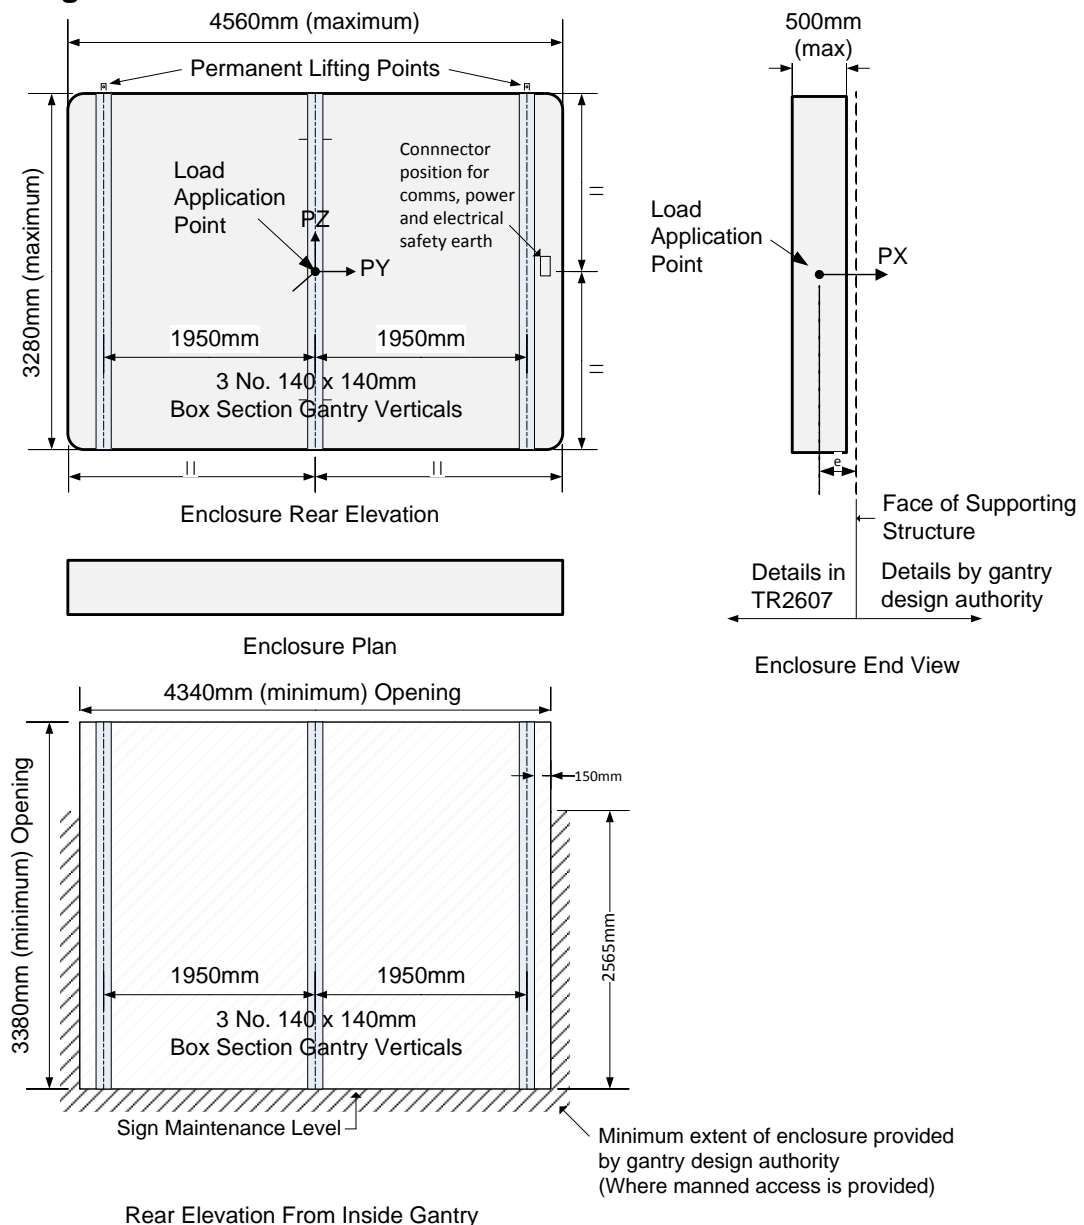 4560mm (maximum)
500mm
(max)
Permanent Lifting Points
Load
Application
Point
Connnector
position for
comms, power
and electrical
safety earth
PZ
PY
3280mm (maximum)
1950mm
1950mm
3 No. 140 x 140mm
Box Section Gantry Verticals
Enclosure Rear Elevation
Load
Application
Point
PX
e
Face of Supporting
Structure
Details in
TR2607
Details by gantry
design authority
Enclosure Plan
Enclosure End View
4340mm (minimum) Opening
150mm
3380mm (minimum) Opening
2565mm
1950mm
1950mm
3 No. 140 x 140mm
Box Section Gantry Verticals
Sign Maintenance Level
Minimum extent of enclosure provided
by gantry design authority
(Where manned access is provided)
Rear Elevation From Inside Gantry